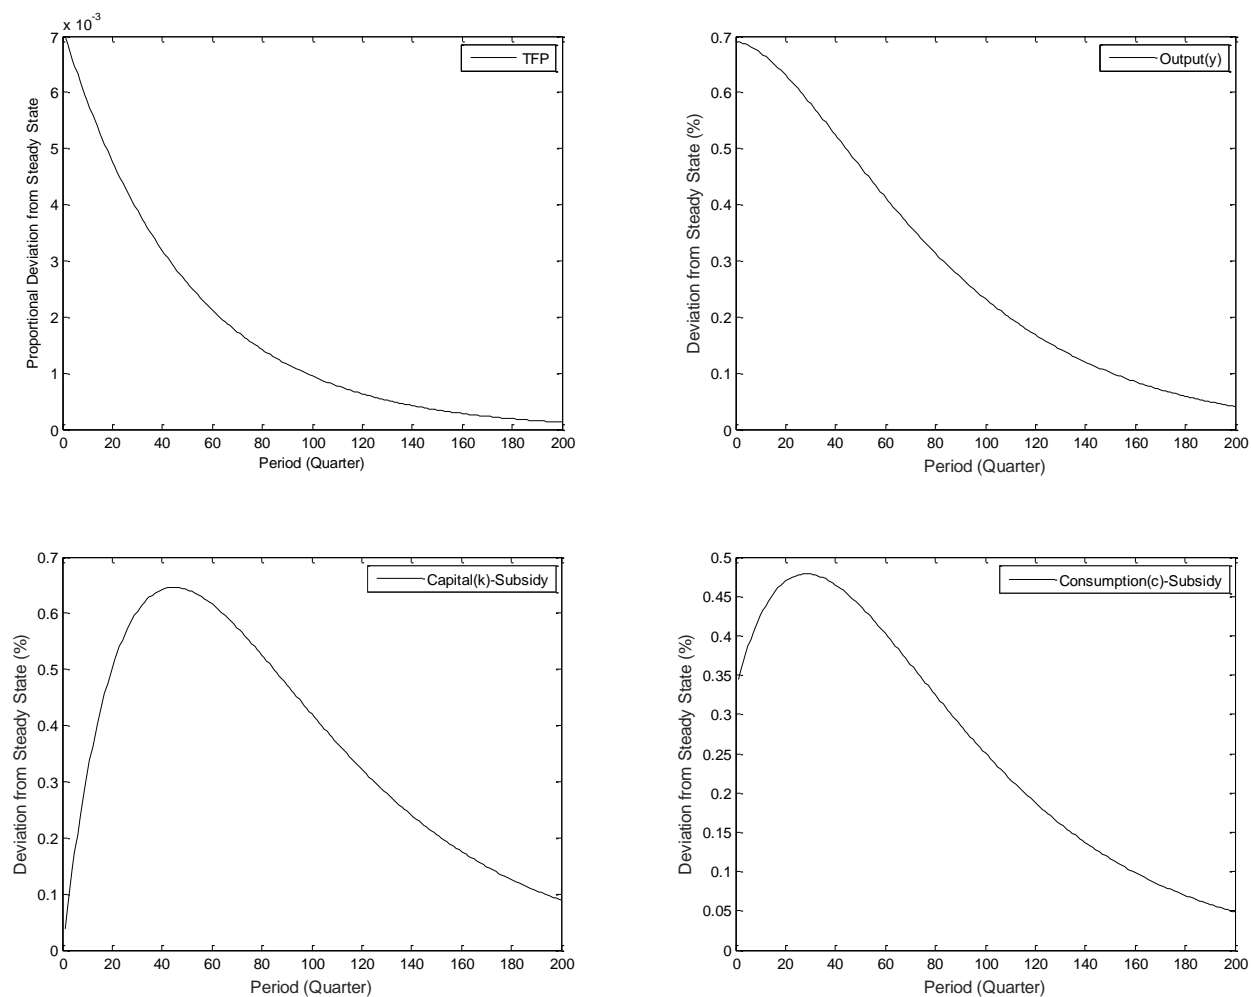 x 10-3
7
6
5
4
3
2
1
0
Proportional Deviation from Steady State
TFP
0 20 40 60 80 100 120 140 160 180 200
Period (Quarter)
0.7
0.6
0.5
0.4
0.3
0.2
0.1
0
Deviation from Steady State (%)
Output(y)
0 20 40 60 80 100 120 140 160 180 200
Period (Quarter)
0.7
0.6
0.5
0.4
0.3
0.2
0.1
0
Deviation from Steady State (%)
Capital(k)-Subsidy
0 20 40 60 80 100 120 140 160 180 200
Period (Quarter)
0.5
0.45
0.4
0.35
0.3
0.25
0.2
0.15
0.1
0.05
0
Deviation from Steady State (%)
Consumption(c)-Subsidy
0 20 40 60 80 100 120 140 160 180 200
Period (Quarter)